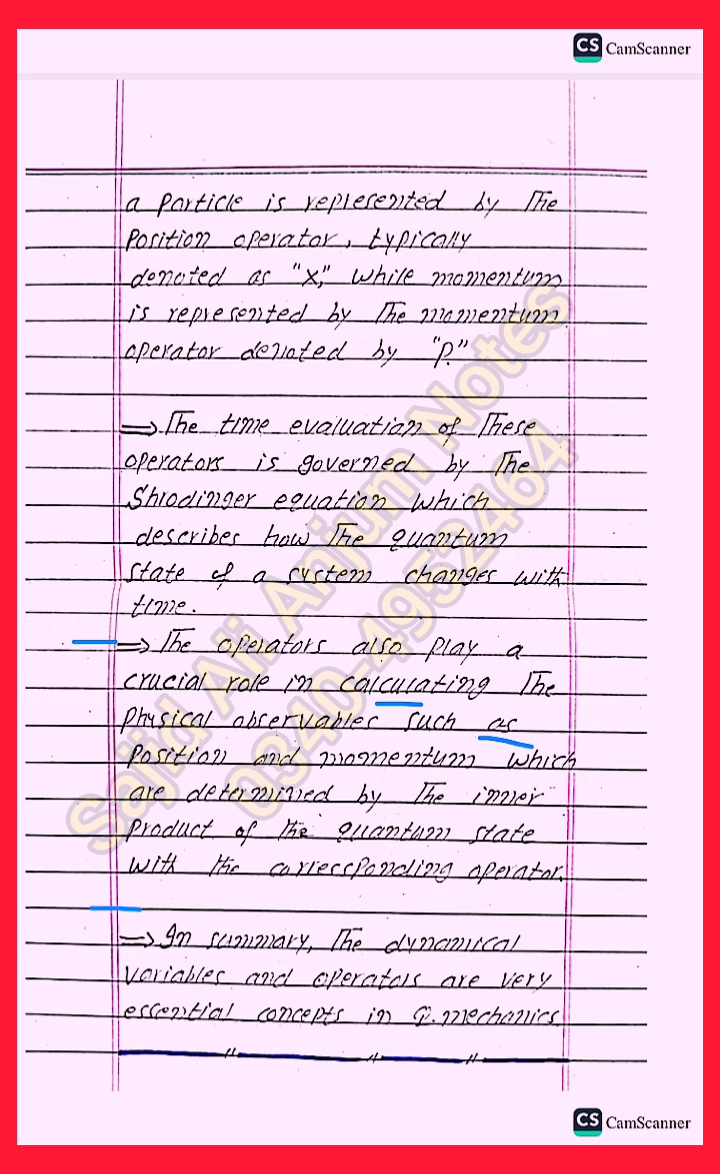 CS CamScanner
a Particle is represented by The
Position operator, typically
denoted as "X," while momentum
is represented by The momentum
operator denoted by "P."
⇒ The time evaluation of These
operators is governed by The
Shrodinger equation which
describes how The quantum
state of a system changes with
time.
⇒ The operators also play a
crucial role in calculating The
Physical observables such as
Position and momentum which
are determined by The inner
Product of the quantum state
with the corresponding operator.
⇒ In summary, The dynamical
variables and operators are very
essential concepts in Q.mechanics.
Sajid Ali Anjum Notes
0340-4952464
CS CamScanner